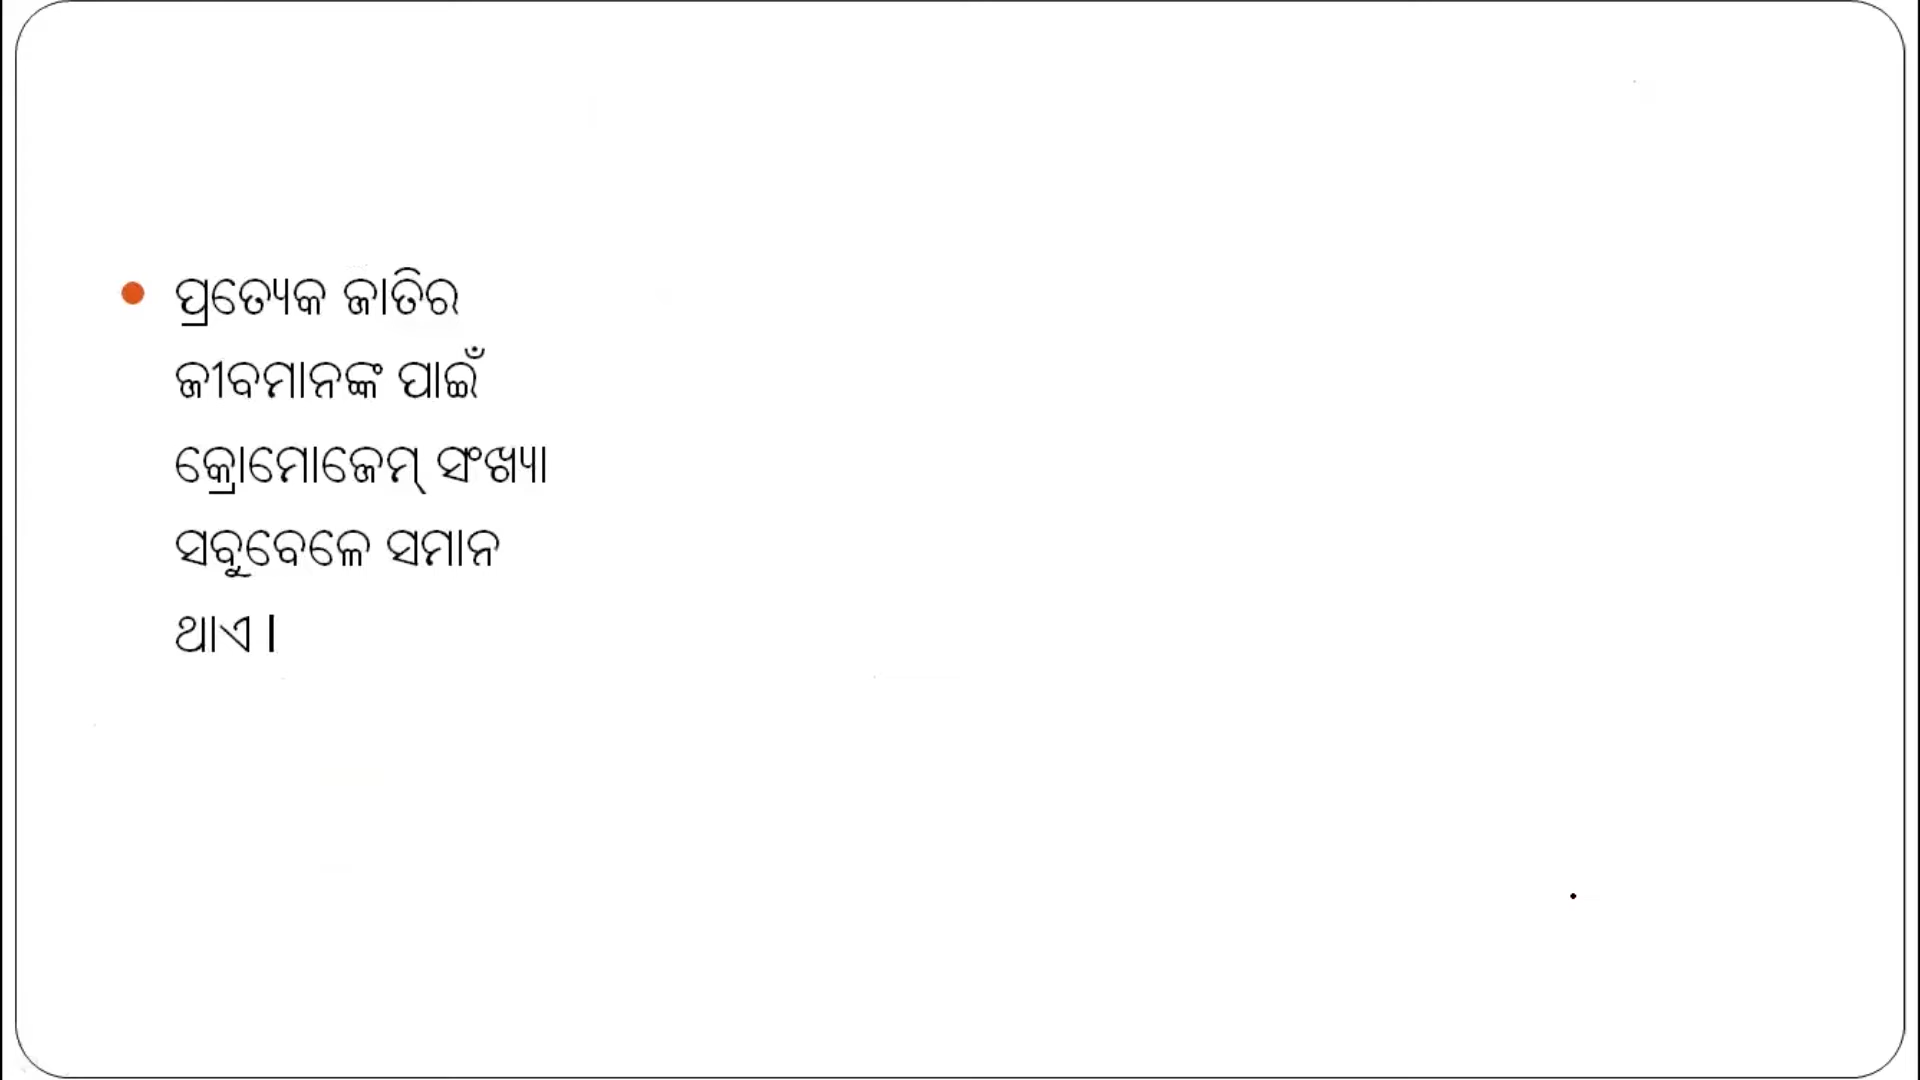 ପ୍ରତ୍ୟେକ ଜାତିର
ଜୀବମାନଙ୍କ ପାଇଁ
କ୍ରୋମୋଜେମ୍ ସଂଖ୍ୟା
ସବୁବେଳେ ସମାନ
ଥାଏ l